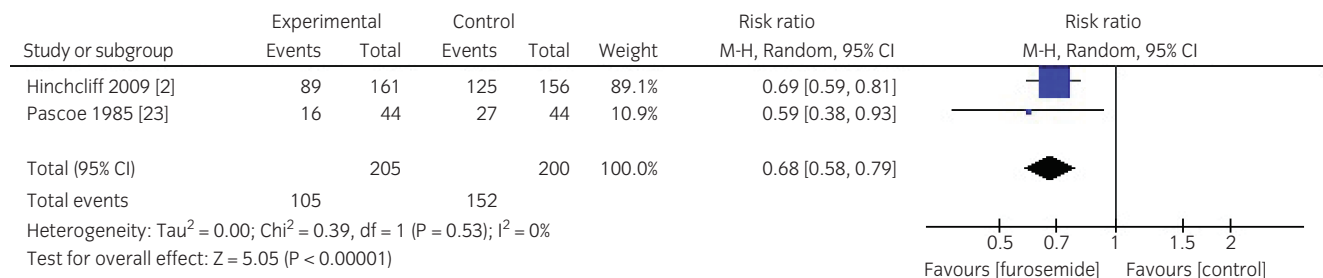 Experimental Control Risk ratio Risk ratio
Study or subgroup Events Total Events Total Weight M-H, Random, 95% CI M-H, Random, 95% CI
Hinchcliff 2009 [2] 89 161 125 156 89.1% 0.69 [0.59, 0.81]
Pascoe 1985 [23] 16 44 27 44 10.9% 0.59 [0.38, 0.93]
Total (95% CI) 205 200 100.0% 0.68 [0.58, 0.79]
Total events 105 152
Heterogeneity: Tau² = 0.00; Chi² = 0.39, df = 1 (P = 0.53); I² = 0%
Test for overall effect: Z = 5.05 (P < 0.00001)
0.5 0.7 1 1.5 2
Favours [furosemide] Favours [control]